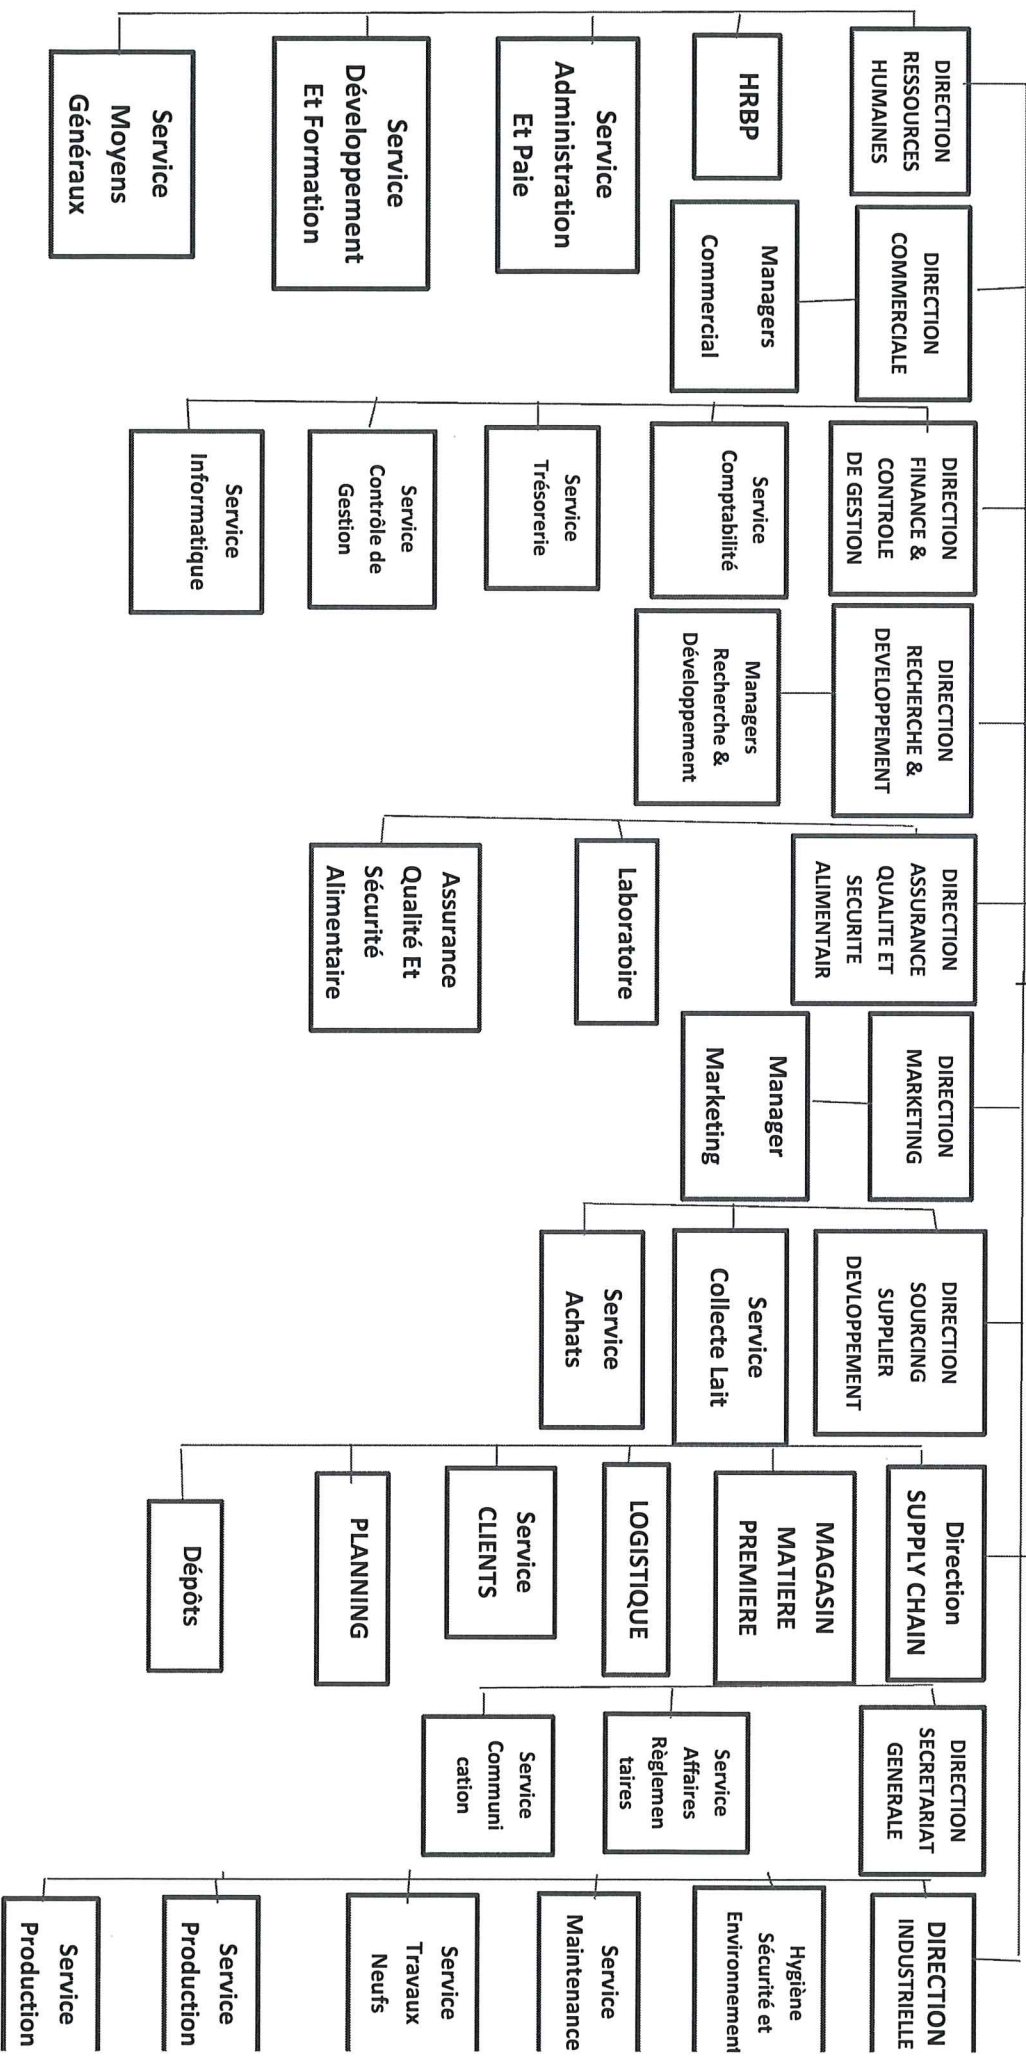 DIRECTION
RESSOURCES
HUMAINES
HRBP
Service
Administration
Et Paie
Service
Développement
Et Formation
Service
Moyens
Généraux
DIRECTION
COMMERCIALE
Managers
Commercial
DIRECTION
FINANCE &
CONTROLE
DE GESTION
Service
Comptabilité
Service
Trésorerie
Service
Contrôle de
Gestion
Service
Informatique
DIRECTION
RECHERCHE &
DEVELOPPEMENT
Managers
Recherche &
Développement
DIRECTION
ASSURANCE
QUALITE ET
SECURITE
ALIMENTAIR
Laboratoire
Assurance
Qualité Et
Sécurité
Alimentaire
DIRECTION
MARKETING
Manager
Marketing
DIRECTION
SOURCING
SUPPLIER
DEVLOPPEMENT
Service
Collecte Lait
Service
Achats
Direction
SUPPLY CHAIN
MAGASIN
MATIERE
PREMIERE
LOGISTIQUE
Service
CLIENTS
PLANNING
Dépôts
DIRECTION
SECRETARIAT
GENERALE
Service
Affaires
Règlemen
taires
Service
Communi
cation
DIRECTION
INDUSTRIELLE
Hygiène
Sécurité et
Environnement
Service
Maintenance
Service
Travaux
Neufs
Service
Production
Service
Production